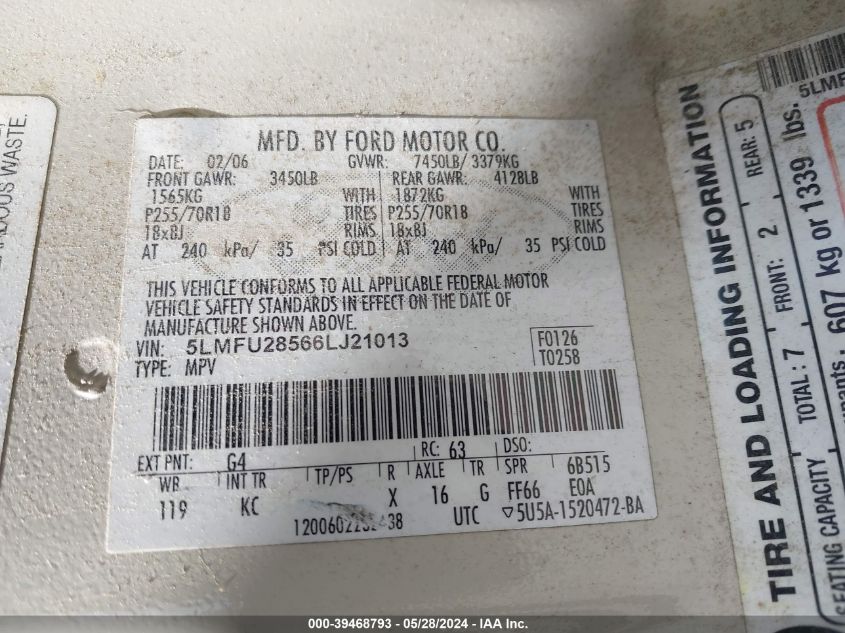 MFD. BY FORD MOTOR CO.
DATE: 02/06 GVWR: 7450LB/ 3379KG
FRONT GAWR: 3450LB REAR GAWR: 4128LB
1565KG WITH 1872KG WITH
P255/70R18 TIRES P255/70R18 TIRES
18x8J RIMS 18x8J RIMS
AT 240 kPa/ 35 PSI COLD AT 240 kPa/ 35 PSI COLD
THIS VEHICLE CONFORMS TO ALL APPLICABLE FEDERAL MOTOR
VEHICLE SAFETY STANDARDS IN EFFECT ON THE DATE OF
MANUFACTURE SHOWN ABOVE.
VIN: 5LMFU28566LJ21013 F0126
TYPE: MPV T0258
EXT PNT: G4 RC: 63 DSO:
WB INT TR TP/PS R AXLE TR SPR 6B515
119 KC X 16 G FF66 E0A
UTC ▽5U5A-1520472-BA
DOUS WASTE.
5LMF
TIRE AND LOADING INFORMATION
SEATING CAPACITY TOTAL: 7 FRONT: 2 REAR: 5
607 kg or 1339 lbs.
000-39468793 / 05/28/2024 - IAA Inc.